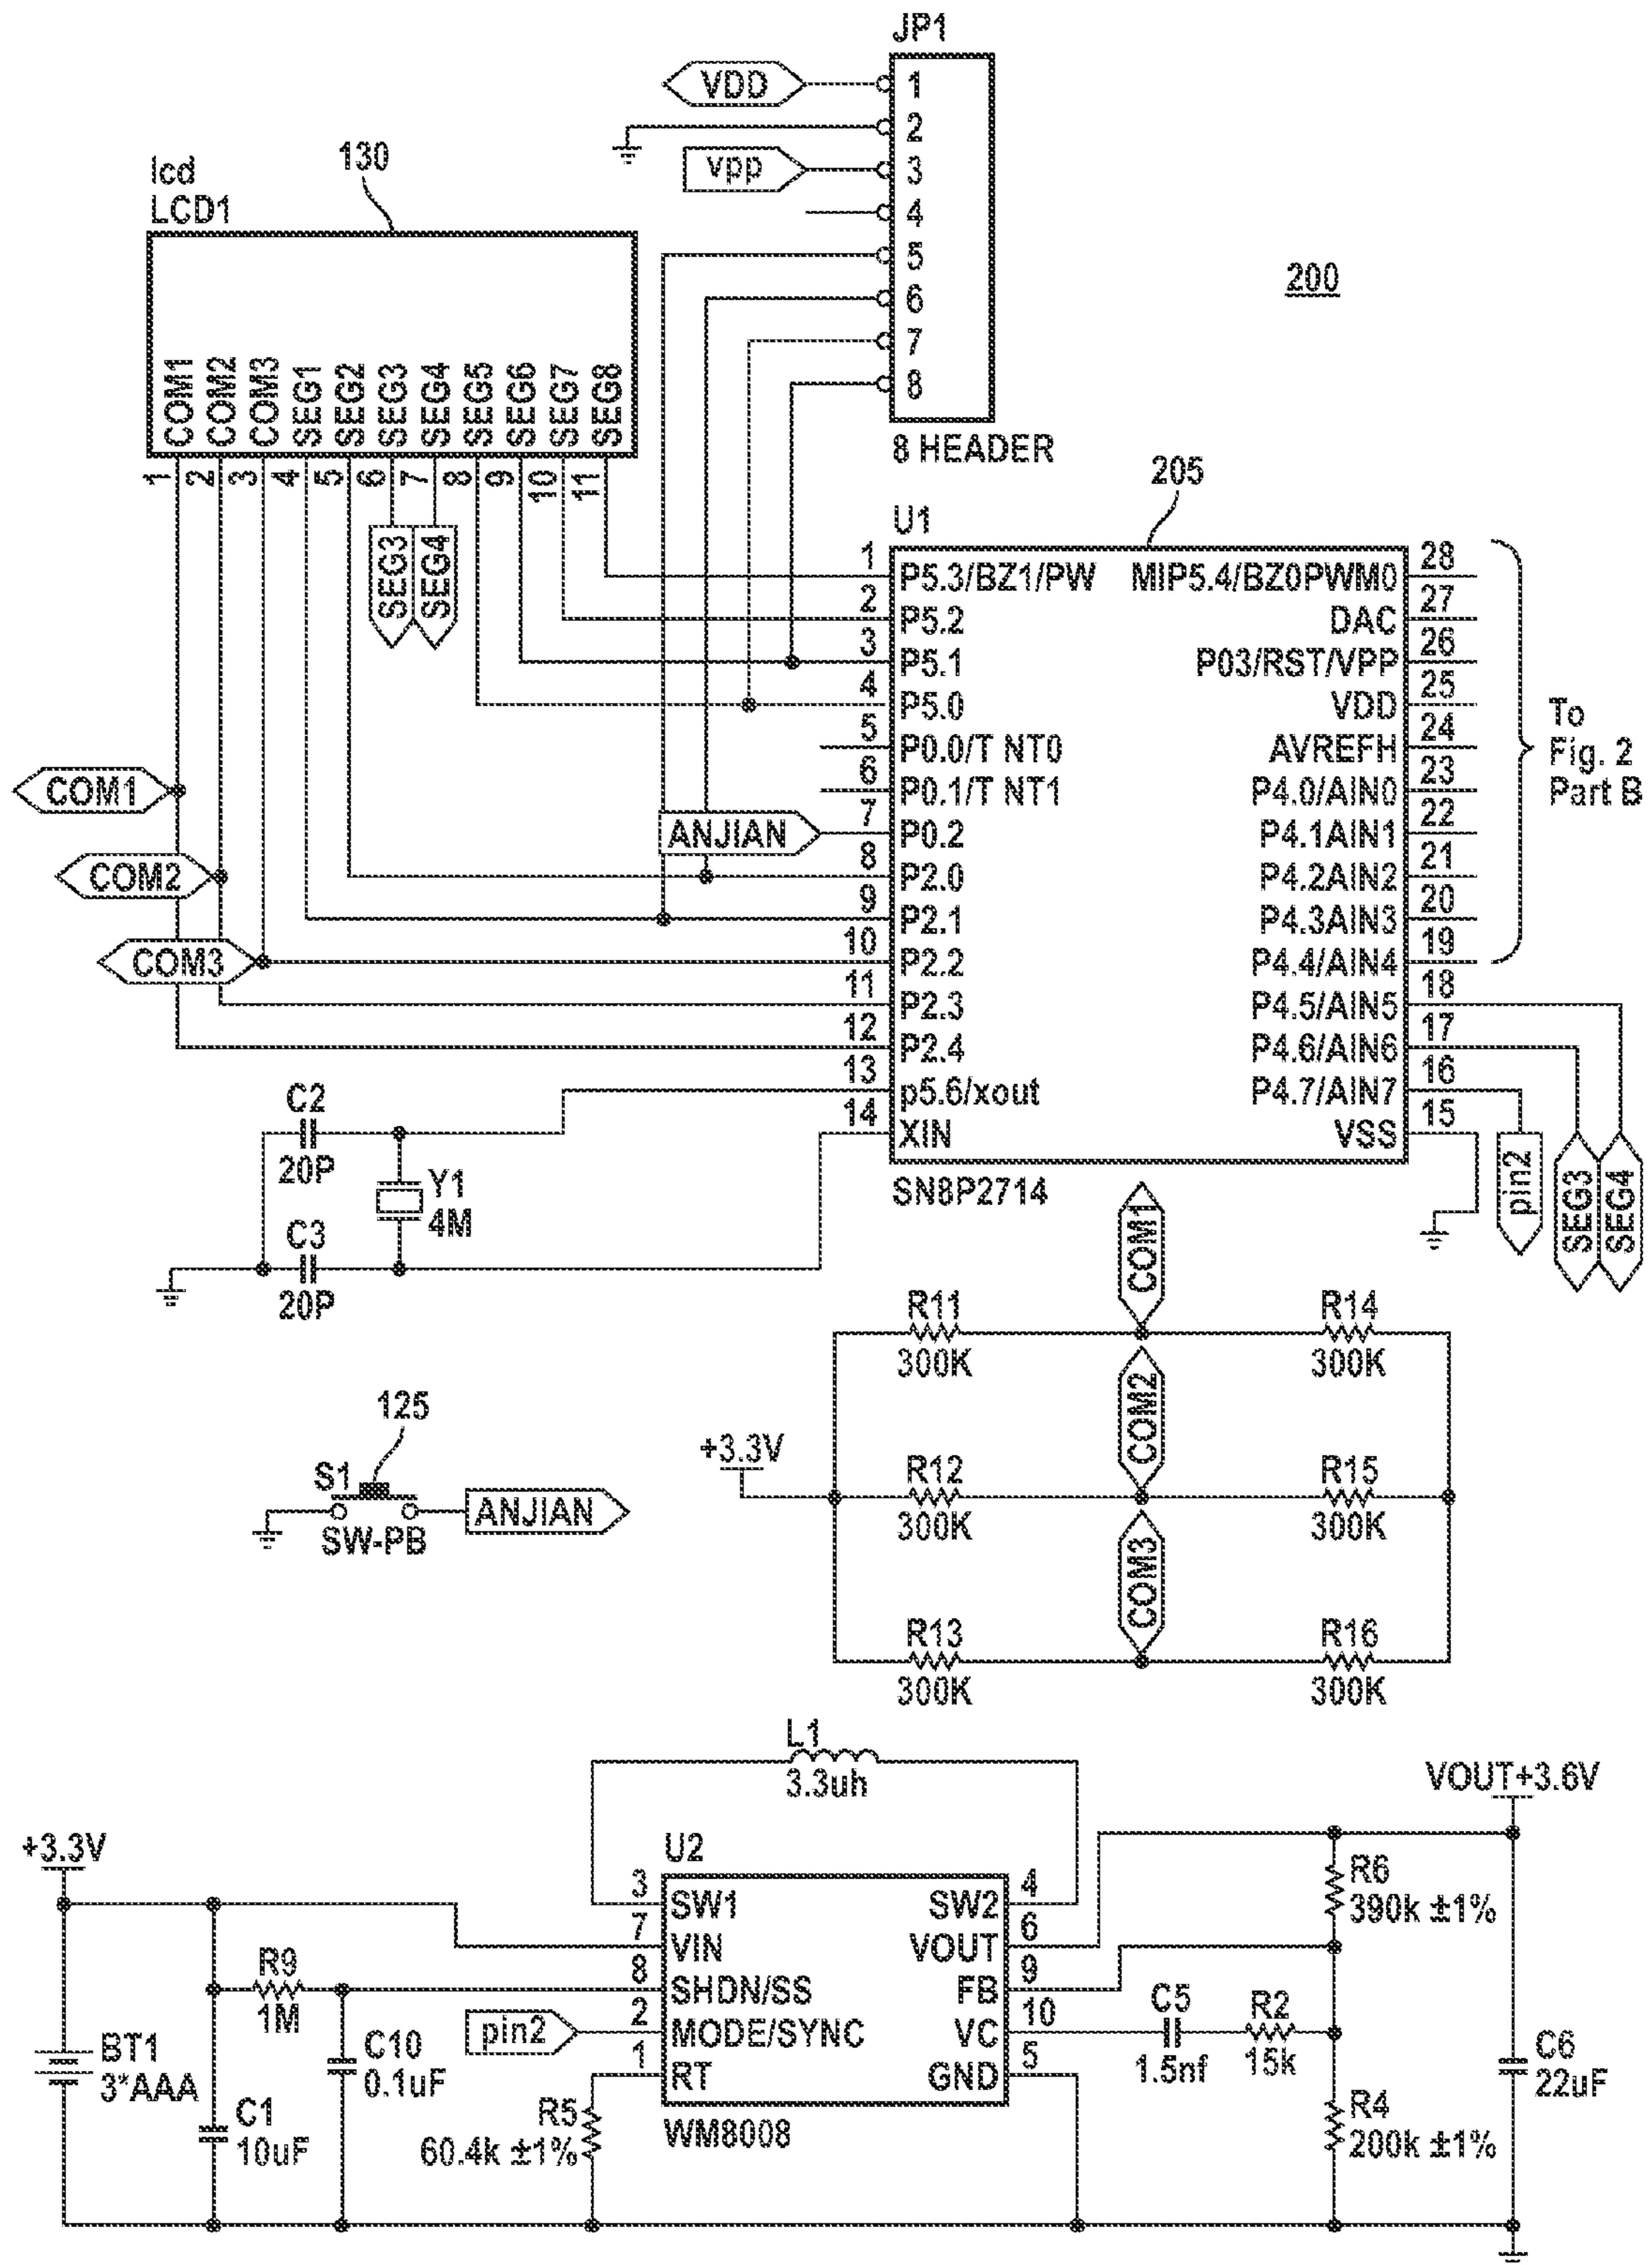 JP1
VDD
1
2
vpp
3
4
5
6
7
8
8 HEADER
200
lcd
LCD1
130
COM1
COM2
COM3
SEG1
SEG2
SEG3
SEG4
SEG5
SEG6
SEG7
SEG8
1
2
3
4
5
6
7
8
9
10
11
SEG3
SEG4
COM1
COM2
COM3
ANJIAN
U1
205
1 P5.3/BZ1/PW
2 P5.2
3 P5.1
4 P5.0
5 P0.0/T NT0
6 P0.1/T NT1
7 P0.2
8 P2.0
9 P2.1
10 P2.2
11 P2.3
12 P2.4
13 p5.6/xout
14 XIN
MIP5.4/BZ0PWM0 28
DAC 27
P03/RST/VPP 26
VDD 25
AVREFH 24
P4.0/AIN0 23
P4.1AIN1 22
P4.2AIN2 21
P4.3AIN3 20
P4.4/AIN4 19
P4.5/AIN5 18
P4.6/AIN6 17
P4.7/AIN7 16
VSS 15
SN8P2714
To
Fig. 2
Part B
pin2
SEG3
SEG4
C2
20P
Y1
4M
C3
20P
125
S1
SW-PB
ANJIAN
+3.3V
R11
300K
COM1
R14
300K
R12
300K
COM2
R15
300K
R13
300K
COM3
R16
300K
L1
3.3uh
VOUT+3.6V
+3.3V
U2
3 SW1
7 VIN
8 SHDN/SS
2 MODE/SYNC
1 RT
SW2 4
VOUT 6
FB 9
VC 10
GND 5
WM8008
R9
1M
pin2
BT1
3*AAA
C10
0.1uF
C1
10uF
R5
60.4k ±1%
C5
1.5nf
R2
15k
R6
390k ±1%
R4
200k ±1%
C6
22uF